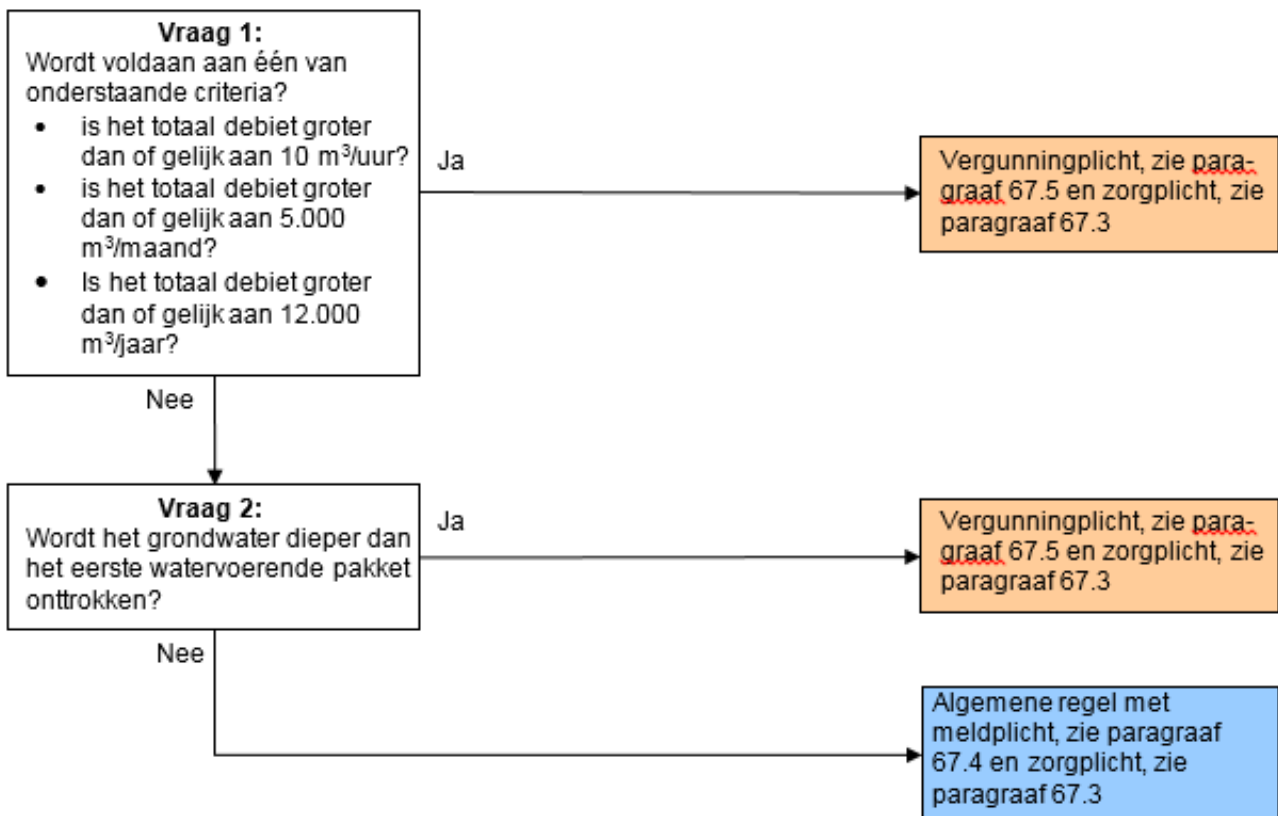 Vraag 1:
Wordt voldaan aan één van
onderstaande criteria?
• is het totaal debiet groter
dan of gelijk aan 10 m³/uur?
• is het totaal debiet groter
dan of gelijk aan 5.000
m³/maand?
• Is het totaal debiet groter
dan of gelijk aan 12.000
m³/jaar?
Ja
Vergunningplicht, zie para-
graaf 67.5 en zorgplicht, zie
paragraaf 67.3
Nee
Vraag 2:
Wordt het grondwater dieper dan
het eerste watervoerende pakket
onttrokken?
Ja
Vergunningplicht, zie para-
graaf 67.5 en zorgplicht, zie
paragraaf 67.3
Nee
Algemene regel met
meldplicht, zie paragraaf
67.4 en zorgplicht, zie
paragraaf 67.3